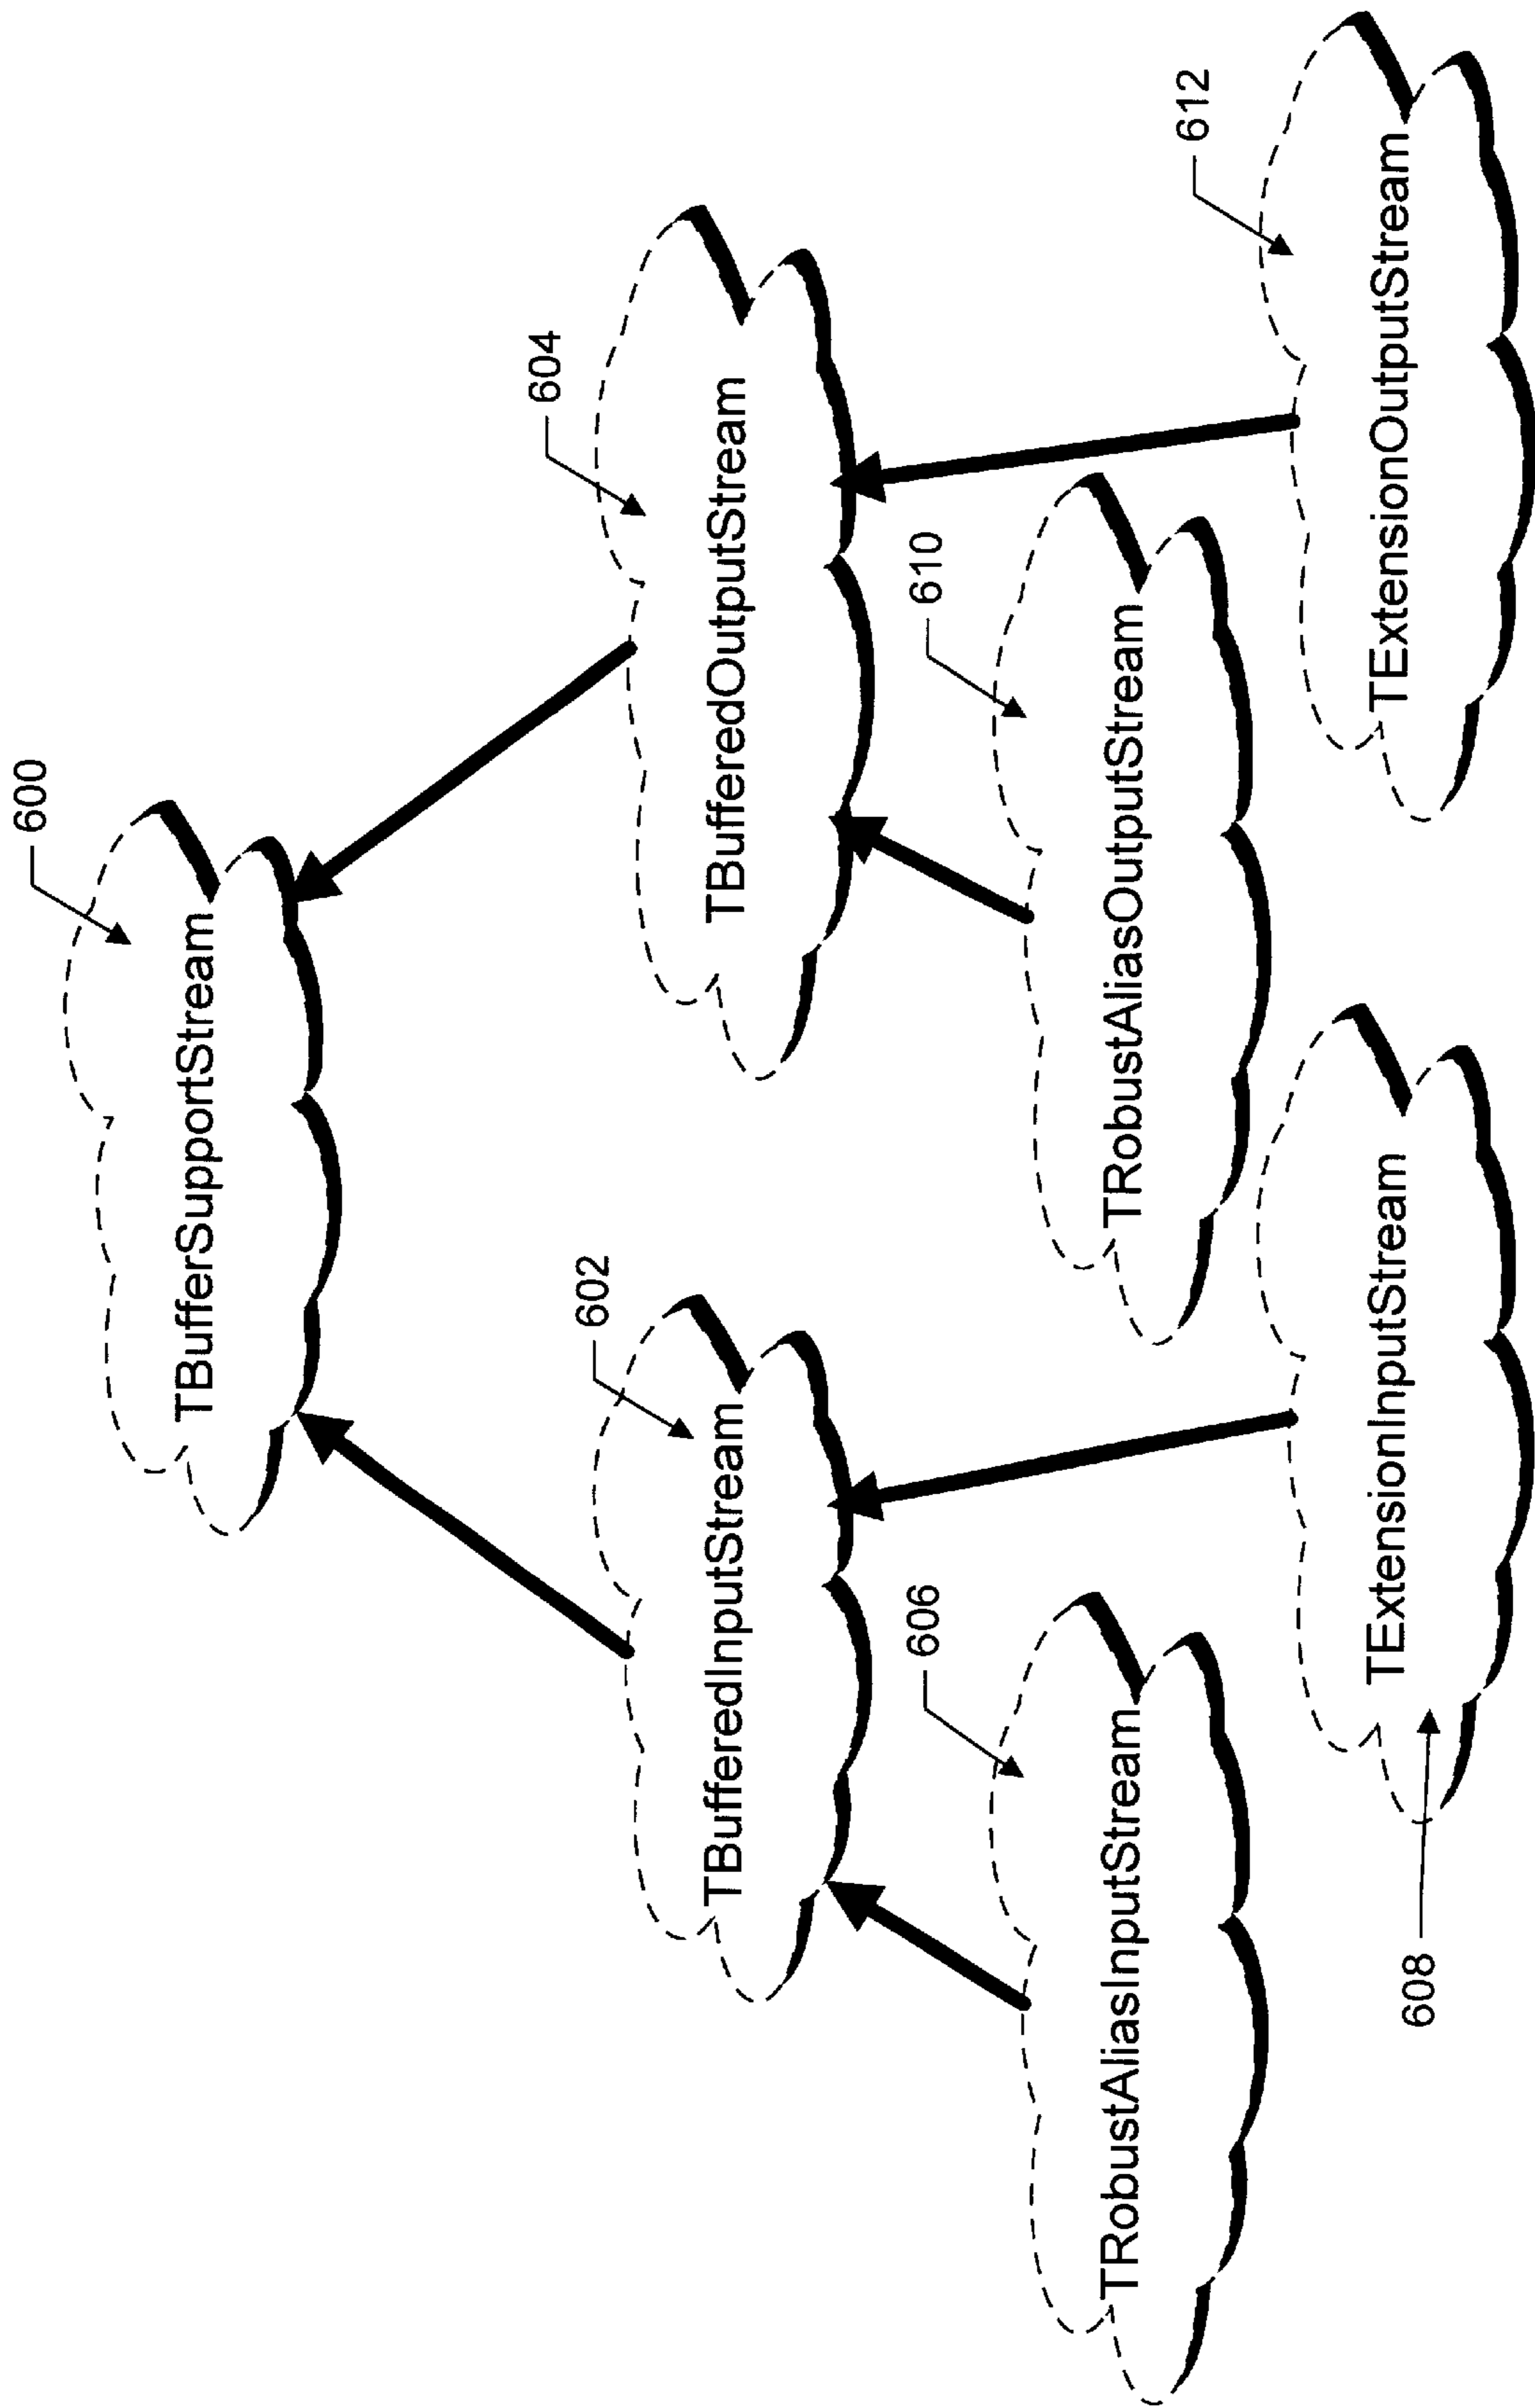 600
TBufferSupportStream
602
TBufferedInputStream
604
TBufferedOutputStream
606
TRobustAliasInputStream
610
TRobustAliasOutputStream
608
TExtensionInputStream
612
TExtensionOutputStream